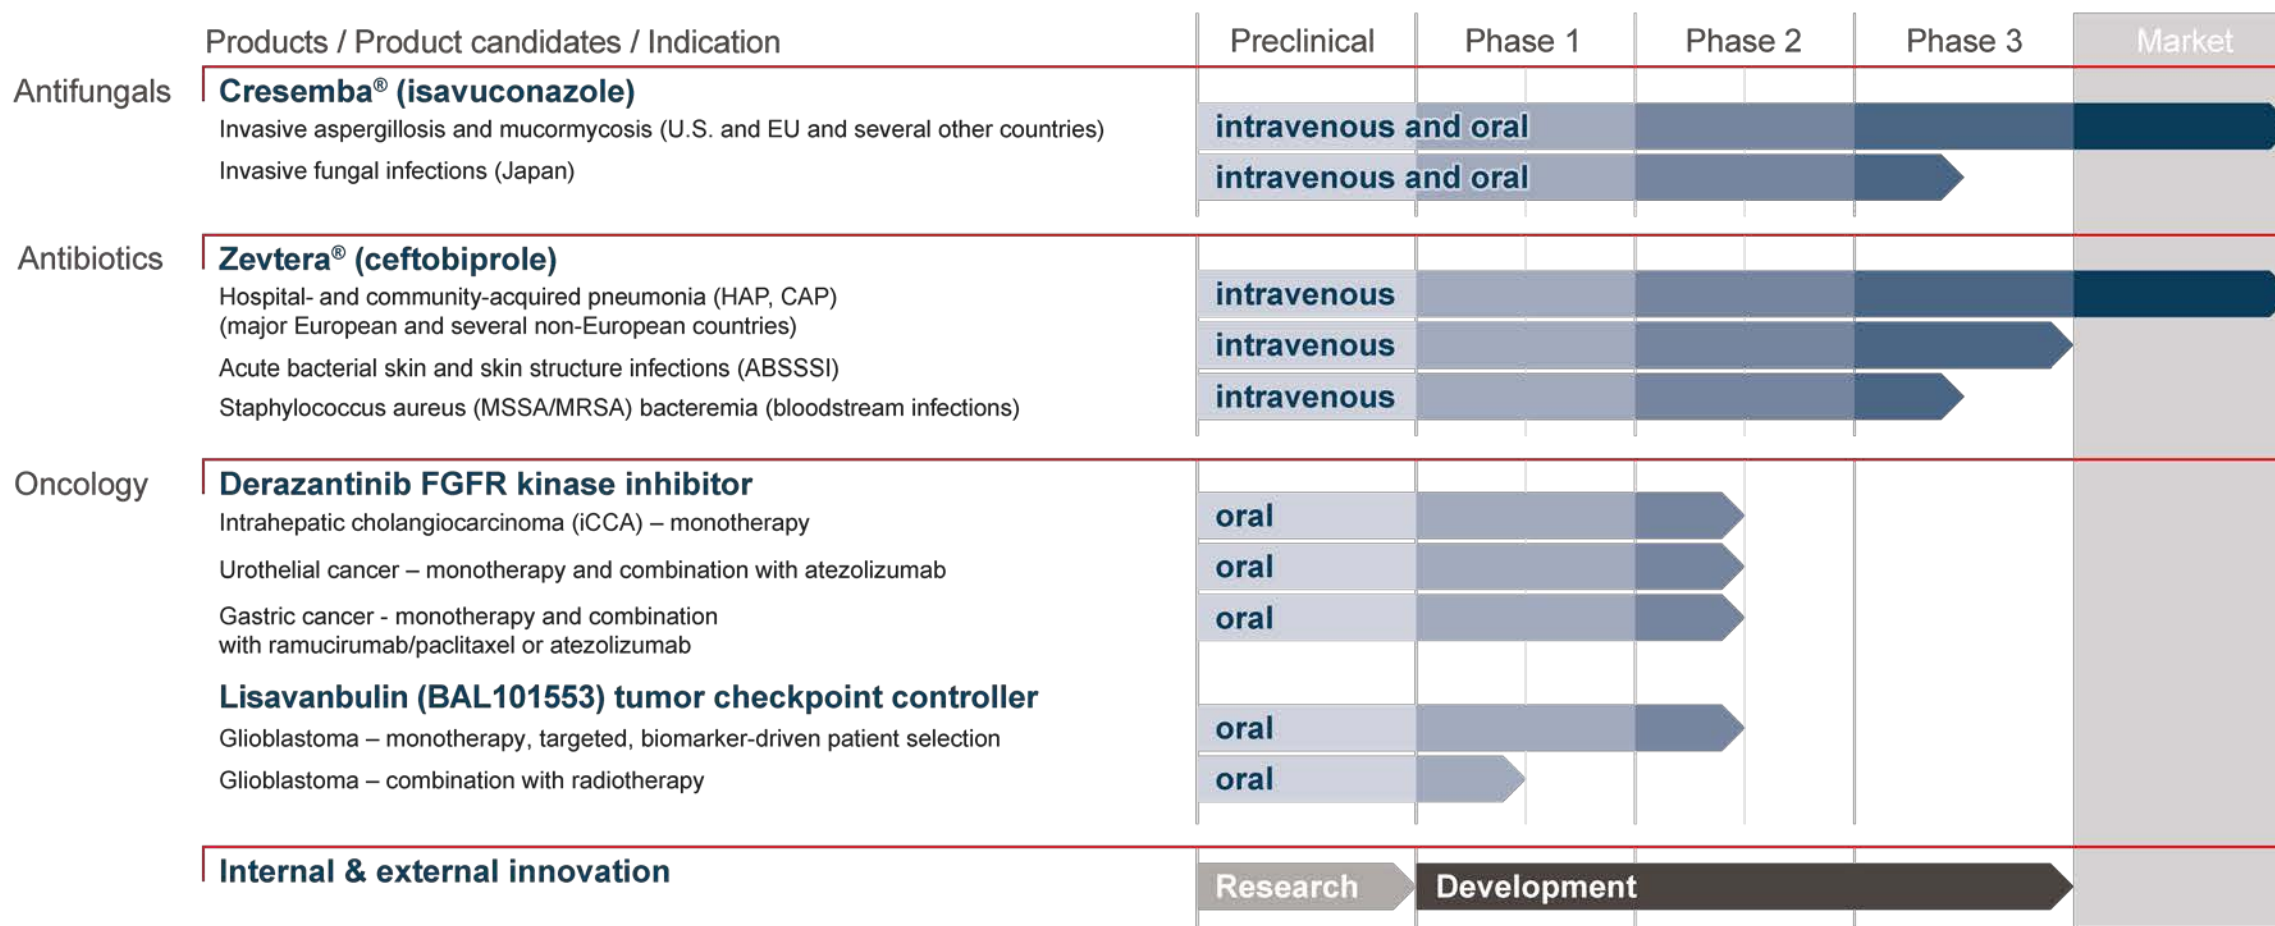 Products / Product candidates / Indication Preclinical Phase 1 Phase 2 Phase 3 Market
Antifungals Cresemba® (isavuconazole)
Invasive aspergillosis and mucormycosis (U.S. and EU and several other countries) intravenous and oral
Invasive fungal infections (Japan) intravenous and oral
Antibiotics Zevtera® (ceftobiprole)
Hospital- and community-acquired pneumonia (HAP, CAP) intravenous
(major European and several non-European countries)
Acute bacterial skin and skin structure infections (ABSSSI) intravenous
Staphylococcus aureus (MSSA/MRSA) bacteremia (bloodstream infections) intravenous
Oncology Derazantinib FGFR kinase inhibitor
Intrahepatic cholangiocarcinoma (iCCA) – monotherapy oral
Urothelial cancer – monotherapy and combination with atezolizumab oral
Gastric cancer - monotherapy and combination oral
with ramucirumab/paclitaxel or atezolizumab
Lisavanbulin (BAL101553) tumor checkpoint controller
Glioblastoma – monotherapy, targeted, biomarker-driven patient selection oral
Glioblastoma – combination with radiotherapy oral
Internal & external innovation Research Development